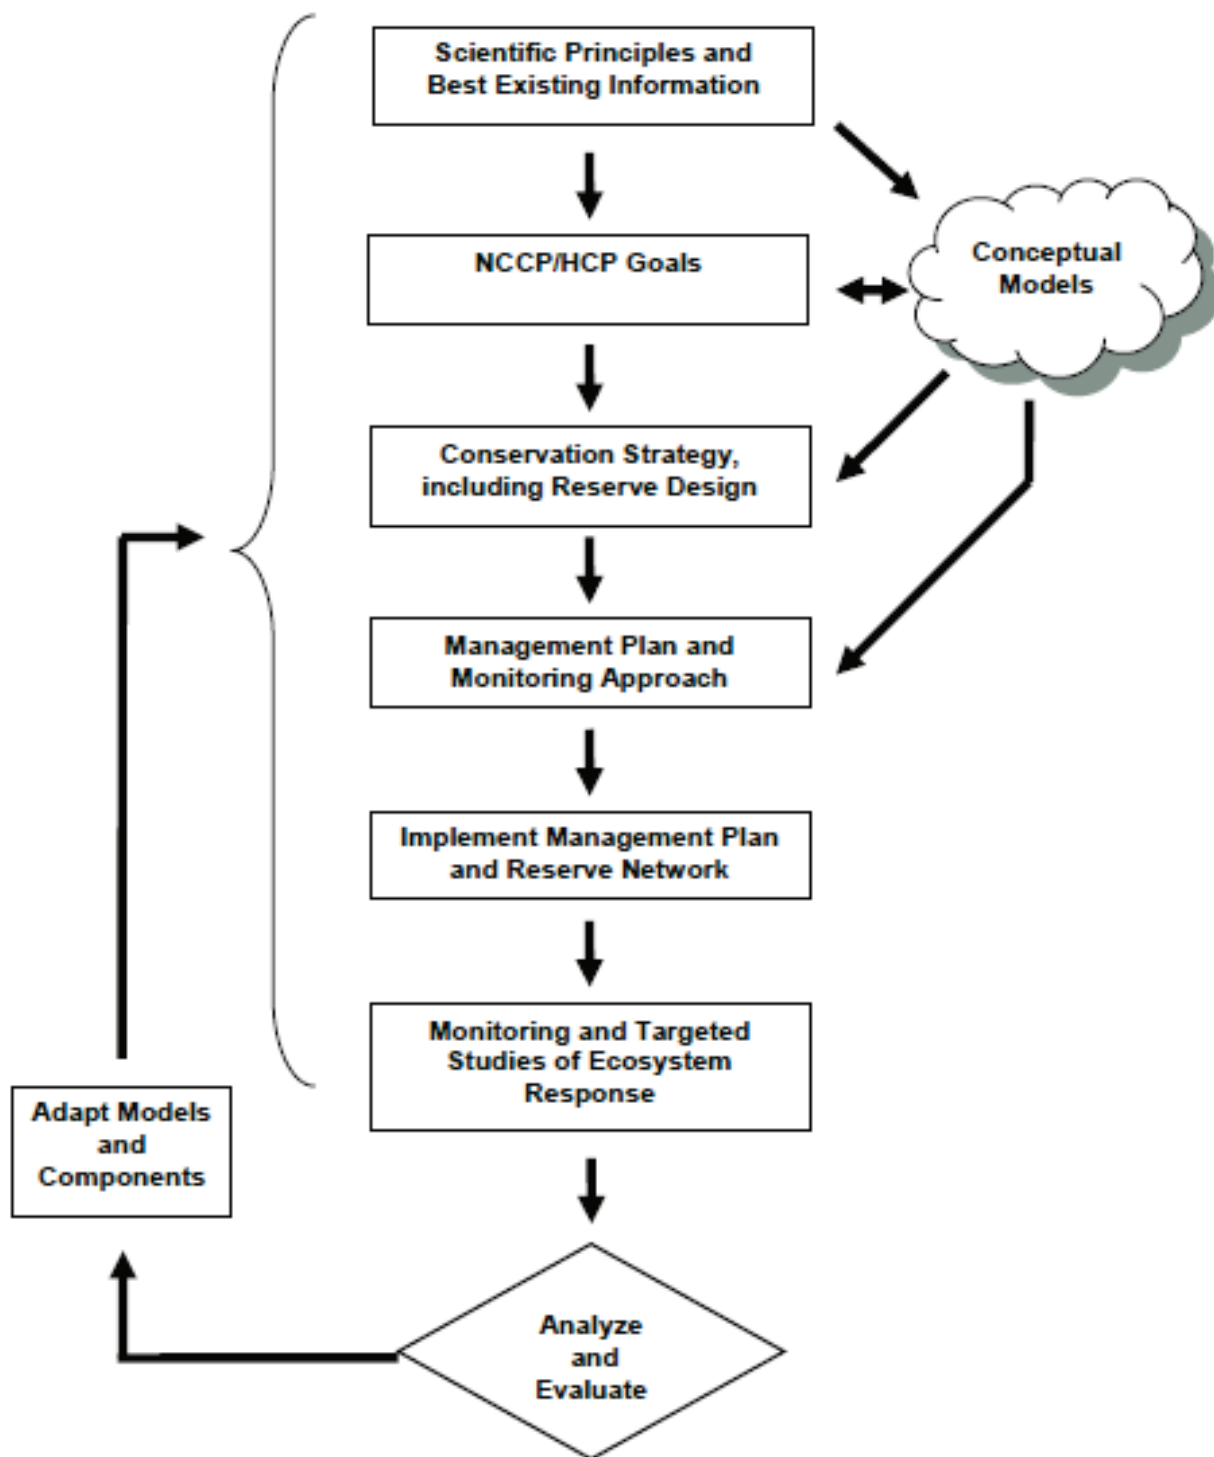 Scientific Principles and
Best Existing Information
NCCP/HCP Goals
Conceptual
Models
Conservation Strategy,
including Reserve Design
Management Plan and
Monitoring Approach
Implement Management Plan
and Reserve Network
Monitoring and Targeted
Studies of Ecosystem
Response
Adapt Models
and
Components
Analyze
and
Evaluate